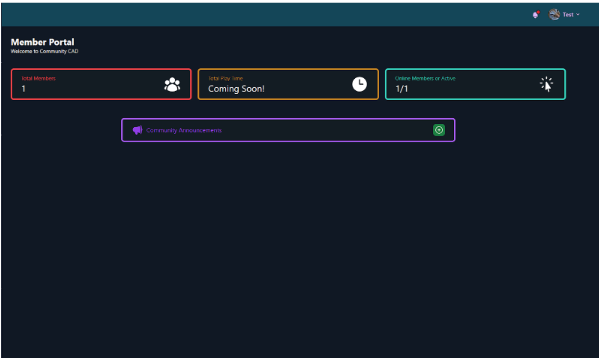 Test
Member Portal
Welcome to Community CAD
Total Members
1
Total Play Time
Coming Soon!
Online Members or Active
1/1
Community Announcements